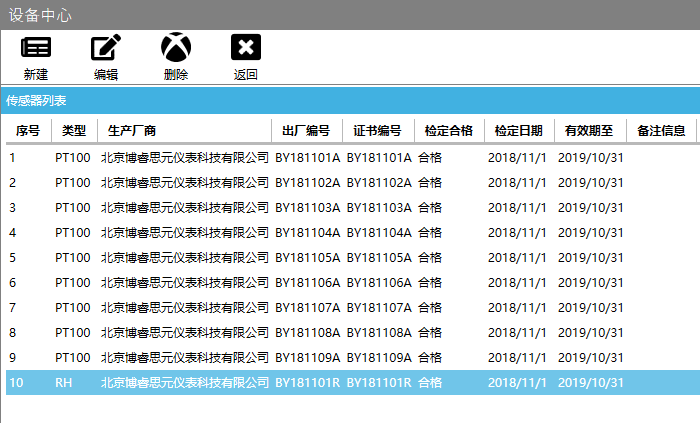 设备中心
新建 编辑 删除 返回
传感器列表
序号 类型 生产厂商 出厂编号 证书编号 检定合格 检定日期 有效期至 备注信息
1 PT100 北京博睿思元仪表科技有限公司 BY181101A BY181101A 合格 2018/11/1 2019/10/31
2 PT100 北京博睿思元仪表科技有限公司 BY181102A BY181102A 合格 2018/11/1 2019/10/31
3 PT100 北京博睿思元仪表科技有限公司 BY181103A BY181103A 合格 2018/11/1 2019/10/31
4 PT100 北京博睿思元仪表科技有限公司 BY181104A BY181104A 合格 2018/11/1 2019/10/31
5 PT100 北京博睿思元仪表科技有限公司 BY181105A BY181105A 合格 2018/11/1 2019/10/31
6 PT100 北京博睿思元仪表科技有限公司 BY181106A BY181106A 合格 2018/11/1 2019/10/31
7 PT100 北京博睿思元仪表科技有限公司 BY181107A BY181107A 合格 2018/11/1 2019/10/31
8 PT100 北京博睿思元仪表科技有限公司 BY181108A BY181108A 合格 2018/11/1 2019/10/31
9 PT100 北京博睿思元仪表科技有限公司 BY181109A BY181109A 合格 2018/11/1 2019/10/31
10 RH 北京博睿思元仪表科技有限公司 BY181101R BY181101R 合格 2018/11/1 2019/10/31